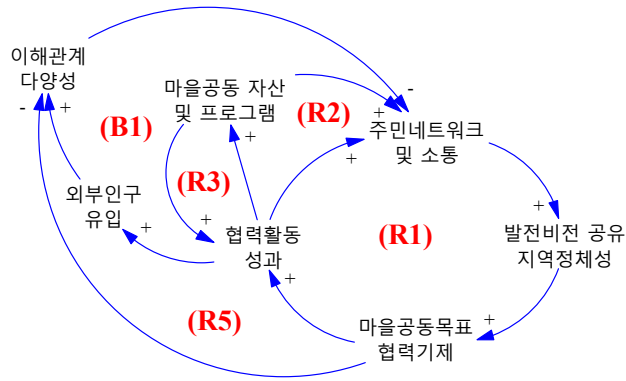 이해관계
다양성
-
+
마을공동 자산
및 프로그램
+
(R2)
-
+
주민네트워크
및 소통
+
(B1)
외부인구
유입
+
(R3)
+
협력활동
성과
+
(R1)
+
발전비전 공유
지역정체성
(R5)
마을공동목표
협력기제
+